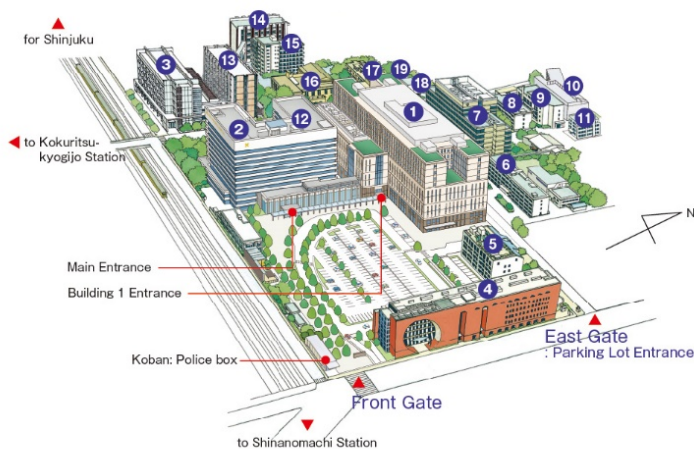 14
for Shinjuku
15
3
13
17
19
16
18
10
9
8
1
7
11
12
2
to Kokuritsu-
kyogijo Station
6
N
5
Main Entrance
Building 1 Entrance
4
East Gate
: Parking Lot Entrance
Koban: Police box
Front Gate
to Shinanomachi Station